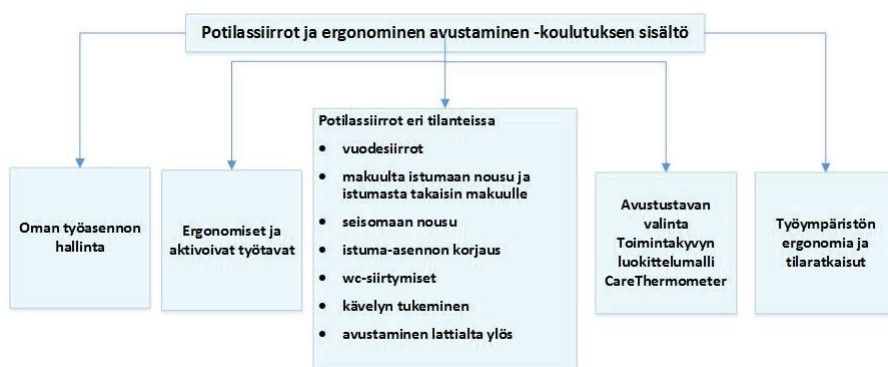 Potilassiirrot ja ergonominen avustaminen -koulutuksen sisältö
Oman työasennon
hallinta
Ergonomiset ja
aktivoivat työtavat
Potilassiirrot eri tilanteissa
• vuodesiirrot
• makuulta istumaan nousu ja
istumasta takaisin makuulle
• seisomaan nousu
• istuma-asennon korjaus
• wc-siirtymiset
• kävelyn tukeminen
• avustaminen lattialta ylös
Avustustavan
valinta
Toimintakyvyn
luokittelumalli
CareThermometer
Työympäristön
ergonomia ja
tilaratkaisut